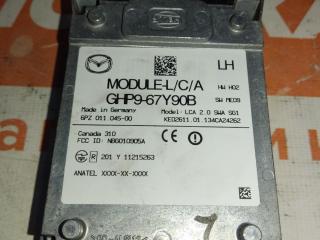 LH
MODULE-L/C/A
HW H02
GHP9-67Y90B
SW ME09
Made in Germany
Model: LCA 2.0 SWA SG1
6PZ 011 045-00
KE02611.01.134CA24262
Canada 310
FCC ID: NBG010905A
R 201 Y 11215263
ANATEL XXXX-XX-XXXX